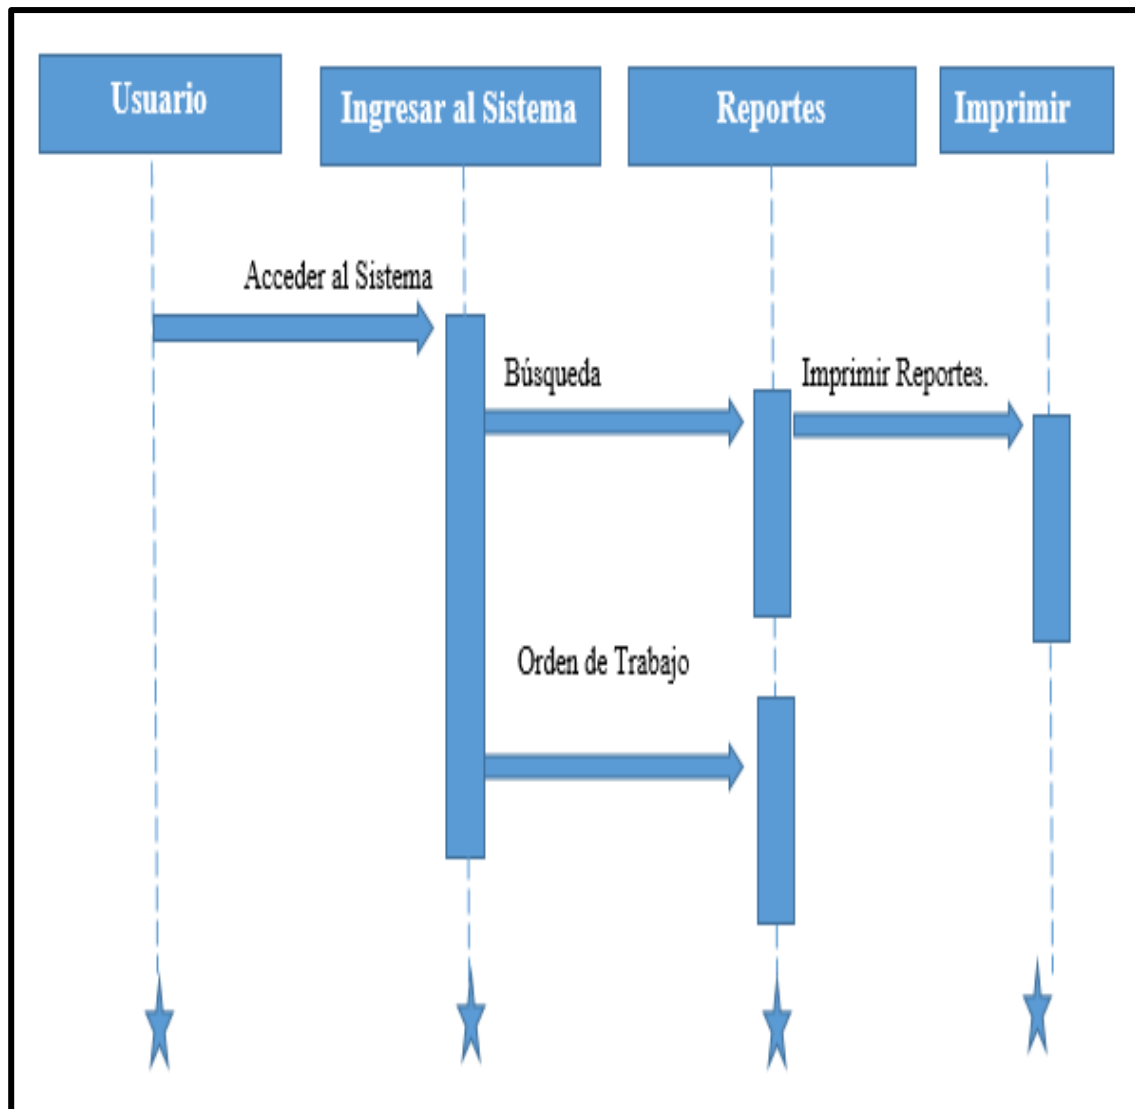 Usuario
Ingresar al Sistema
Reportes
Imprimir
Acceder al Sistema
Búsqueda
Imprimir Reportes.
Orden de Trabajo